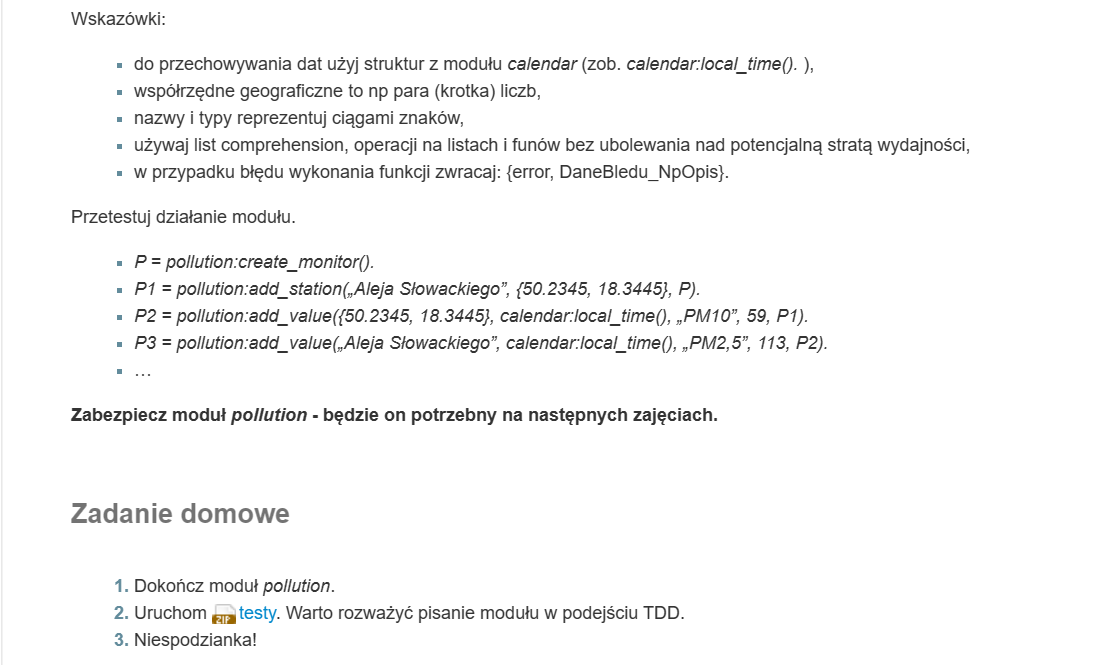 Wskazówki:
do przechowywania dat użyj struktur z modułu calendar (zob. calendar:local_time(). ),
współrzędne geograficzne to np para (krotka) liczb,
nazwy i typy reprezentuj ciągami znaków,
używaj list comprehension, operacji na listach i funów bez ubolewania nad potencjalną stratą wydajności,
w przypadku błędu wykonania funkcji zwracaj: {error, DaneBledu_NpOpis}.
Przetestuj działanie modułu.
P = pollution:create_monitor().
P1 = pollution:add_station(„Aleja Słowackiego”, {50.2345, 18.3445}, P).
P2 = pollution:add_value({50.2345, 18.3445}, calendar:local_time(), „PM10”, 59, P1).
P3 = pollution:add_value(„Aleja Słowackiego”, calendar:local_time(), „PM2,5”, 113, P2).
…
Zabezpiecz moduł pollution - będzie on potrzebny na następnych zajęciach.
Zadanie domowe
1. Dokończ moduł pollution.
2. Uruchom ZIP testy. Warto rozważyć pisanie modułu w podejściu TDD.
3. Niespodzianka!